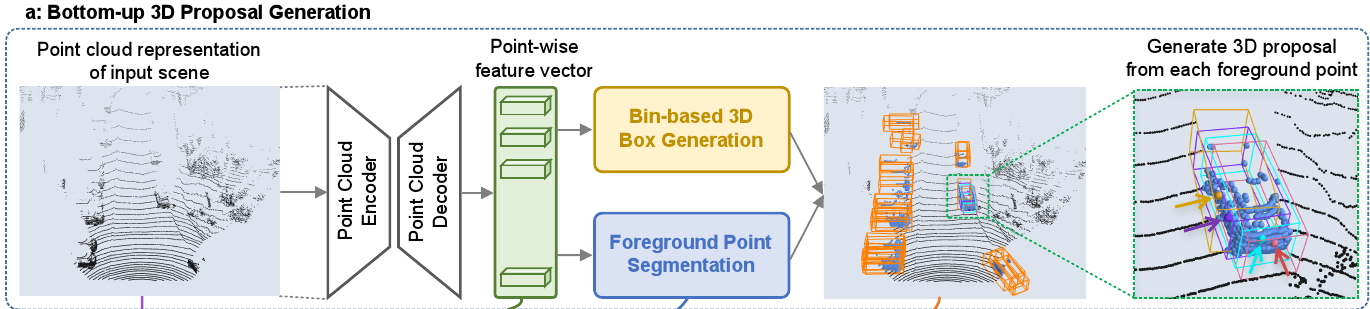 a: Bottom-up 3D Proposal Generation
Point cloud representation
of input scene
Point Cloud
Encoder
Point Cloud
Decoder
Point-wise
feature vector
Bin-based 3D
Box Generation
Foreground Point
Segmentation
Generate 3D proposal
from each foreground point